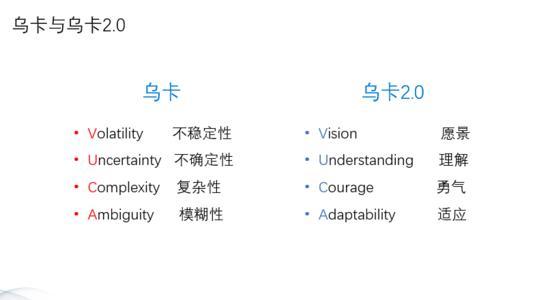 乌卡与乌卡2.0
乌卡
• Volatility 不稳定性
• Uncertainty 不确定性
• Complexity 复杂性
• Ambiguity 模糊性
乌卡2.0
• Vision 愿景
• Understanding 理解
• Courage 勇气
• Adaptability 适应